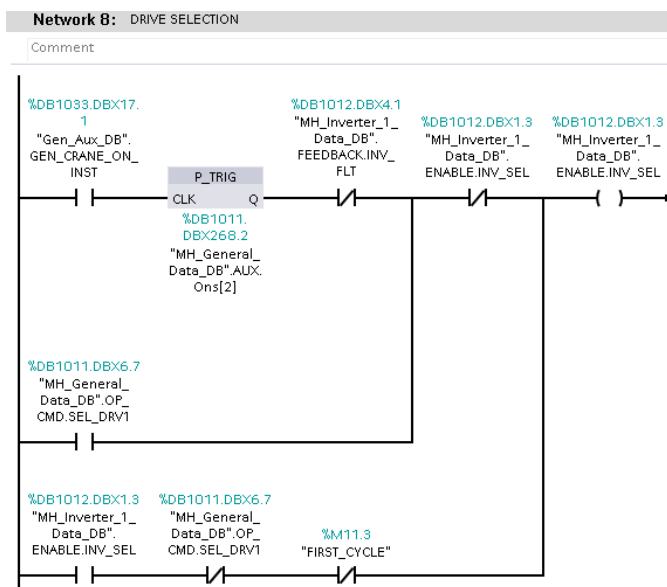 Network 8: DRIVE SELECTION
Comment
%DB1033.DBX17.
1
"Gen_Aux_DB".
GEN_CRANE_ON_
INST
P_TRIG
CLK Q
%DB1011.
DBX268.2
"MH_General_
Data_DB".AUX.
Ons[2]
%DB1012.DBX4.1
"MH_Inverter_1_
Data_DB".
FEEDBACK.INV_
FLT
%DB1012.DBX1.3
"MH_Inverter_1_
Data_DB".
ENABLE.INV_SEL
%DB1012.DBX1.3
"MH_Inverter_1_
Data_DB".
ENABLE.INV_SEL
%DB1011.DBX6.7
"MH_General_
Data_DB".OP_
CMD.SEL_DRV1
%DB1012.DBX1.3
"MH_Inverter_1_
Data_DB".
ENABLE.INV_SEL
%DB1011.DBX6.7
"MH_General_
Data_DB".OP_
CMD.SEL_DRV1
%M11.3
"FIRST_CYCLE"